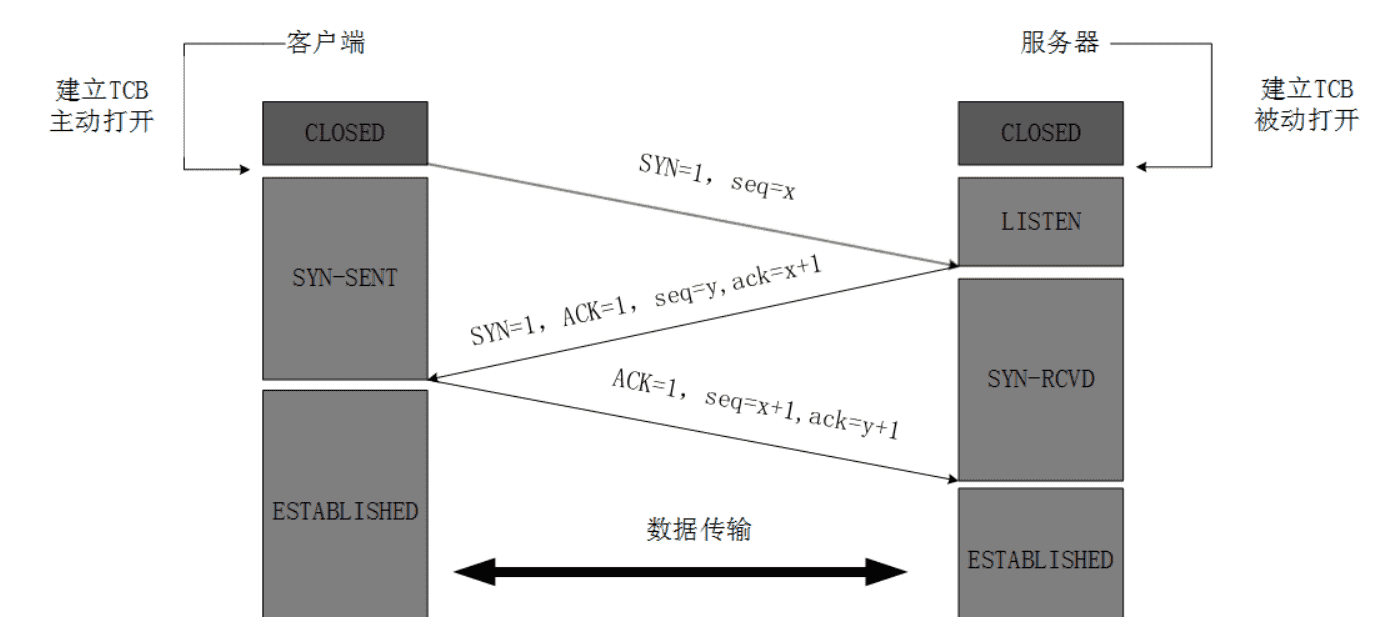 客户端
服务器
建立TCB
主动打开
建立TCB
被动打开
CLOSED
CLOSED
SYN=1, seq=x
LISTEN
SYN-SENT
SYN=1, ACK=1, seq=y,ack=x+1
SYN-RCVD
ACK=1, seq=x+1,ack=y+1
ESTABLISHED
数据传输
ESTABLISHED